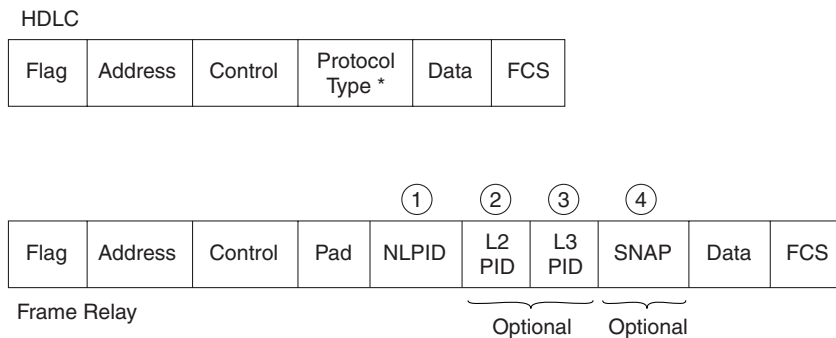 HDLC
Flag Address Control Protocol Type * Data FCS
① ② ③ ④
Flag Address Control Pad NLPID L2 PID L3 PID SNAP Data FCS
Frame Relay
Optional Optional